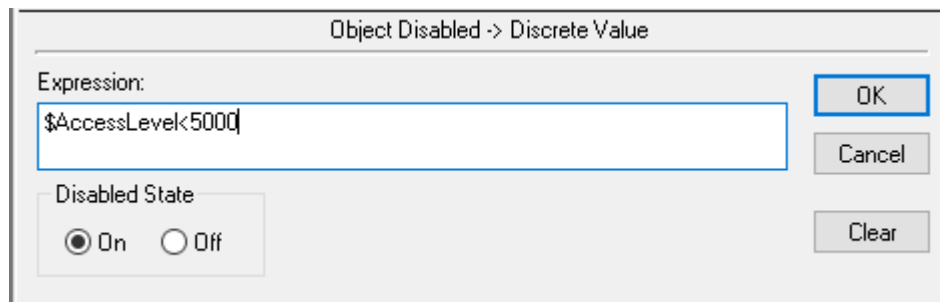 Object Disabled -> Discrete Value
Expression:
$AccessLevel<5000
OK
Cancel
Disabled State
On Off
Clear